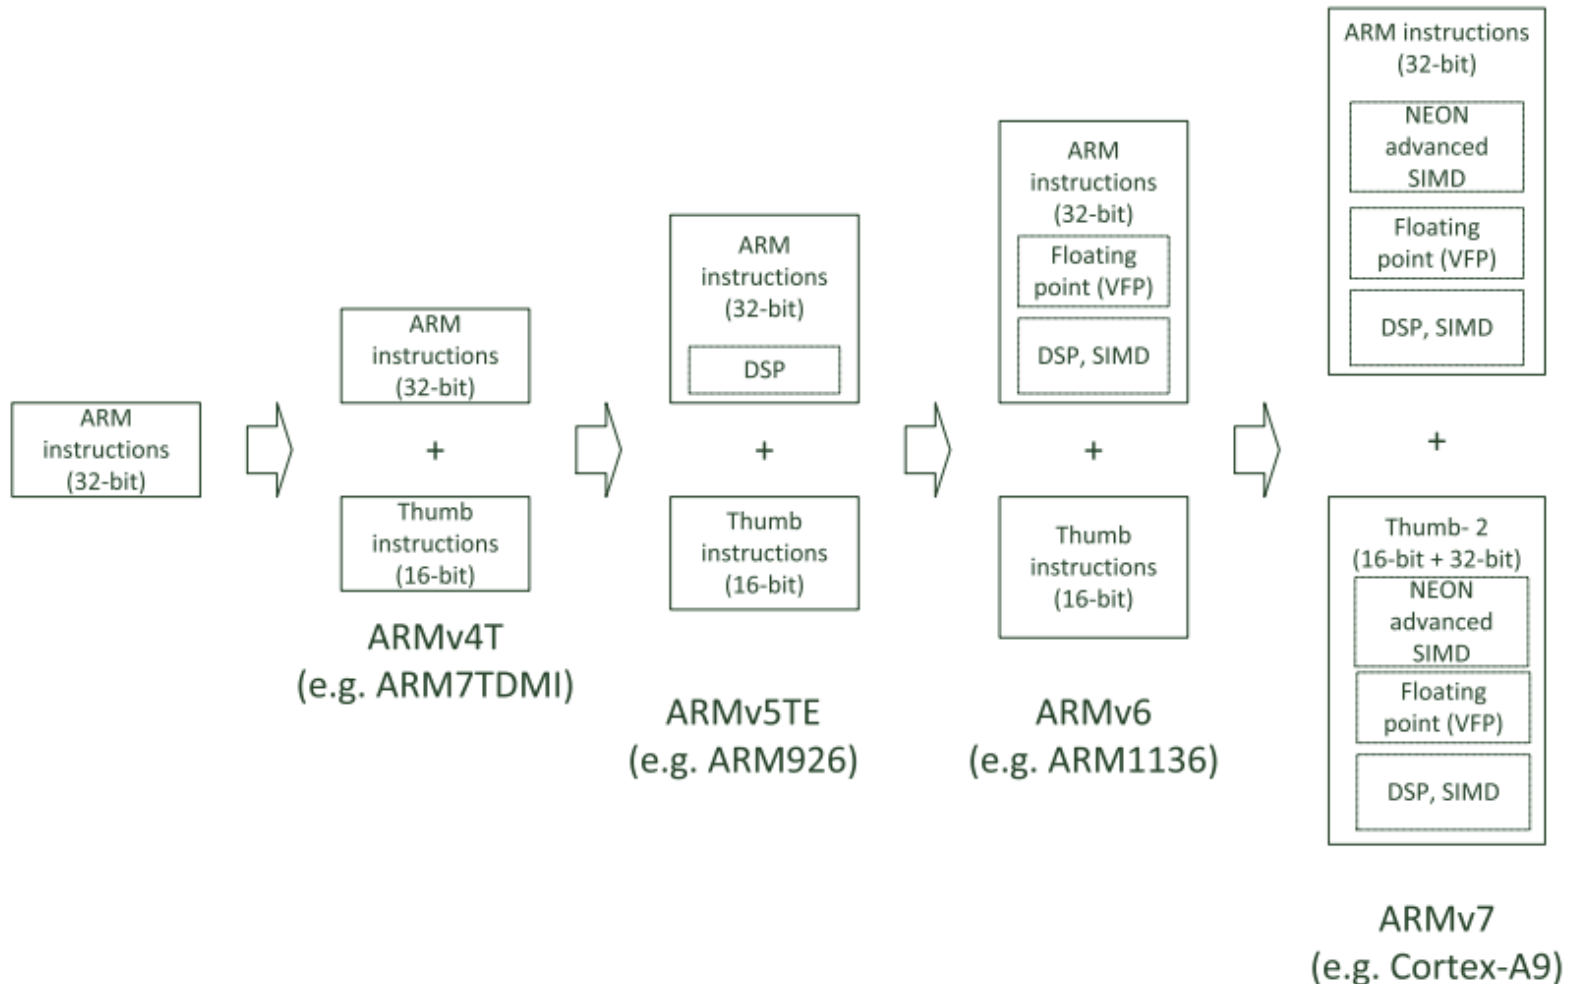 ARM
instructions
(32-bit)
ARM
instructions
(32-bit)
+
Thumb
instructions
(16-bit)
ARMv4T
(e.g. ARM7TDMI)
ARM
instructions
(32-bit)
DSP
+
Thumb
instructions
(16-bit)
ARMv5TE
(e.g. ARM926)
ARM
instructions
(32-bit)
Floating
point (VFP)
DSP, SIMD
+
Thumb
instructions
(16-bit)
ARMv6
(e.g. ARM1136)
ARM instructions
(32-bit)
NEON
advanced
SIMD
Floating
point (VFP)
DSP, SIMD
+
Thumb- 2
(16-bit + 32-bit)
NEON
advanced
SIMD
Floating
point (VFP)
DSP, SIMD
ARMv7
(e.g. Cortex-A9)